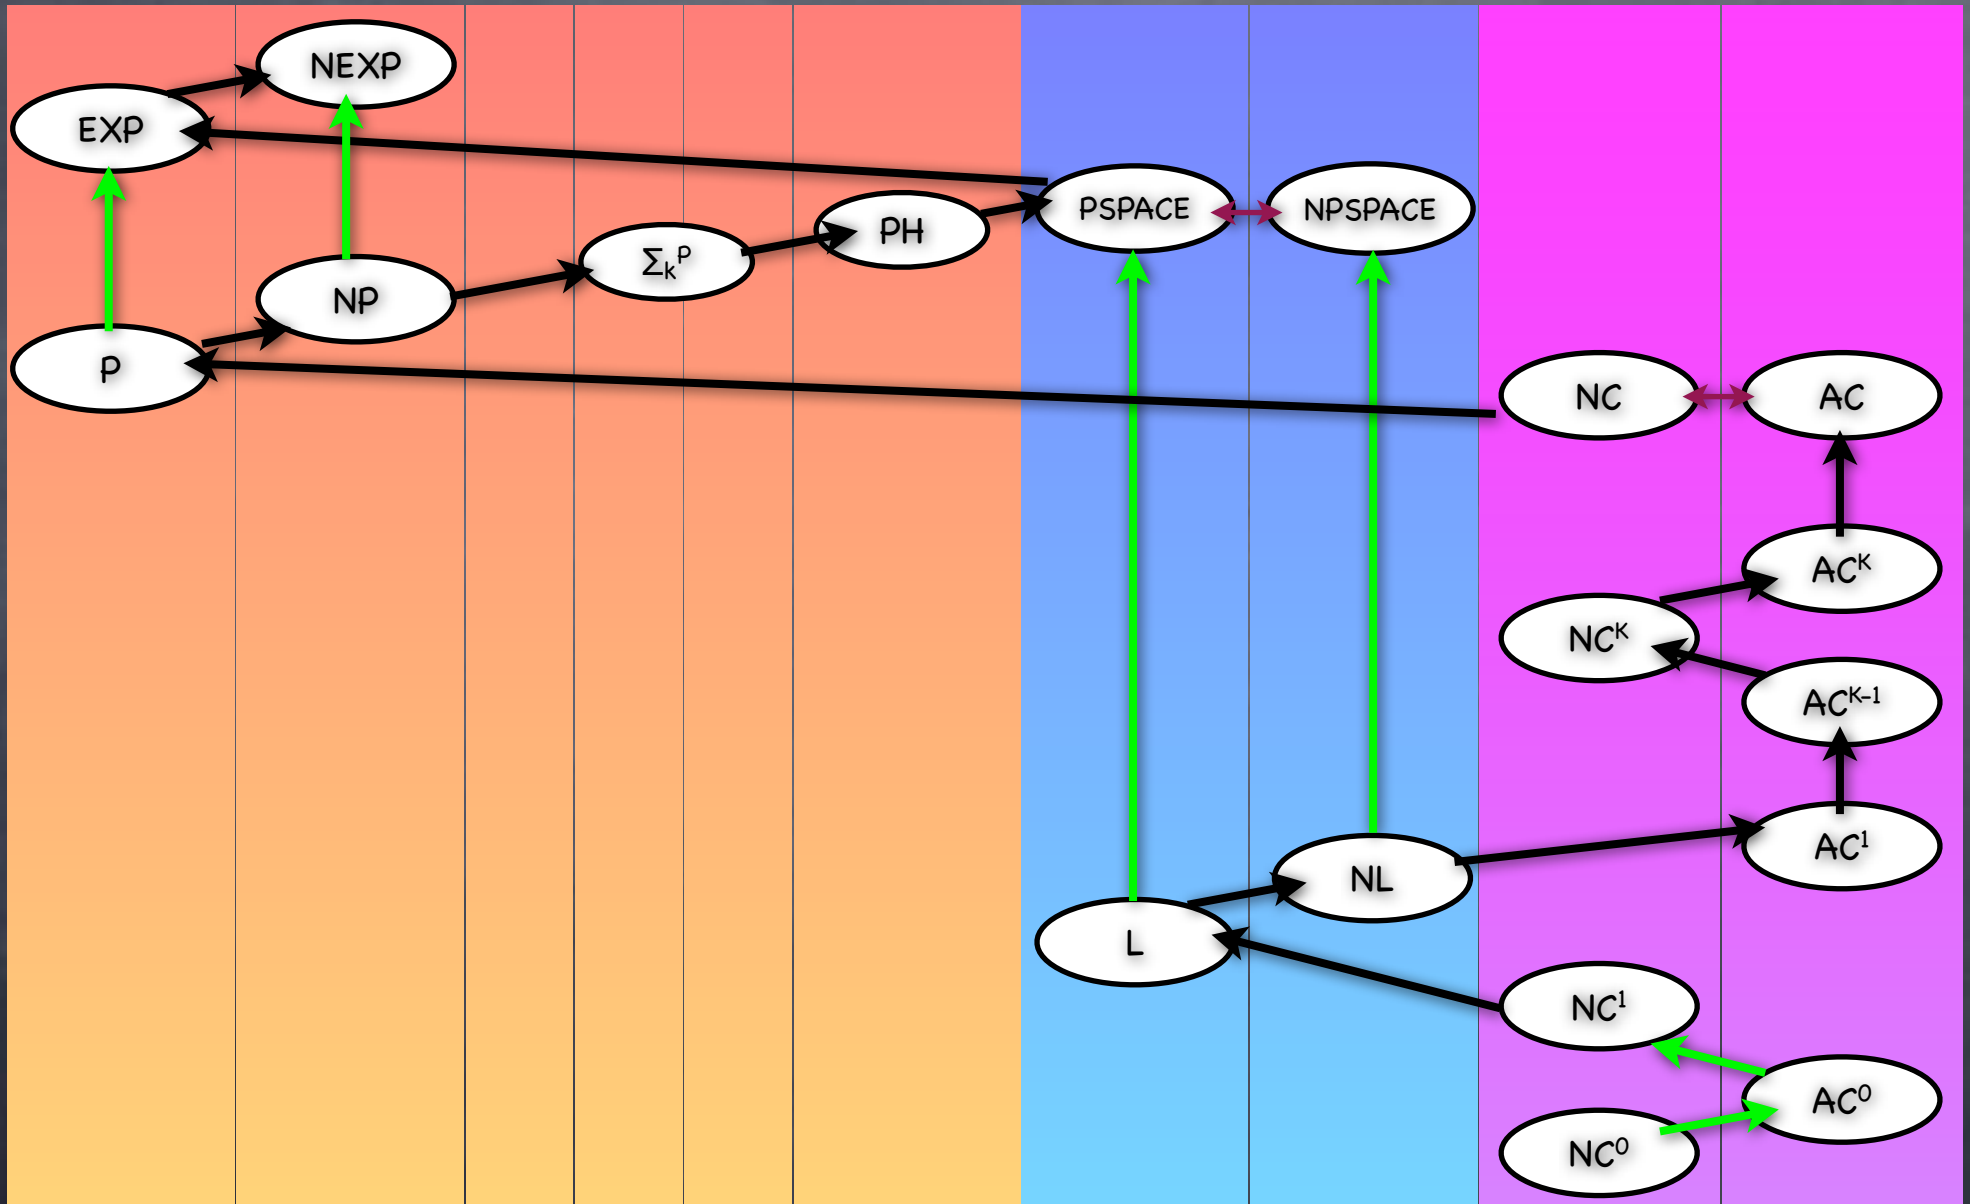 NEXP
EXP
PSPACE
NPSPACE
PH
Σₖᴾ
NP
P
NC
AC
ACᴷ
NCᴷ
ACᴷ⁻¹
AC¹
NL
L
NC¹
AC⁰
NC⁰